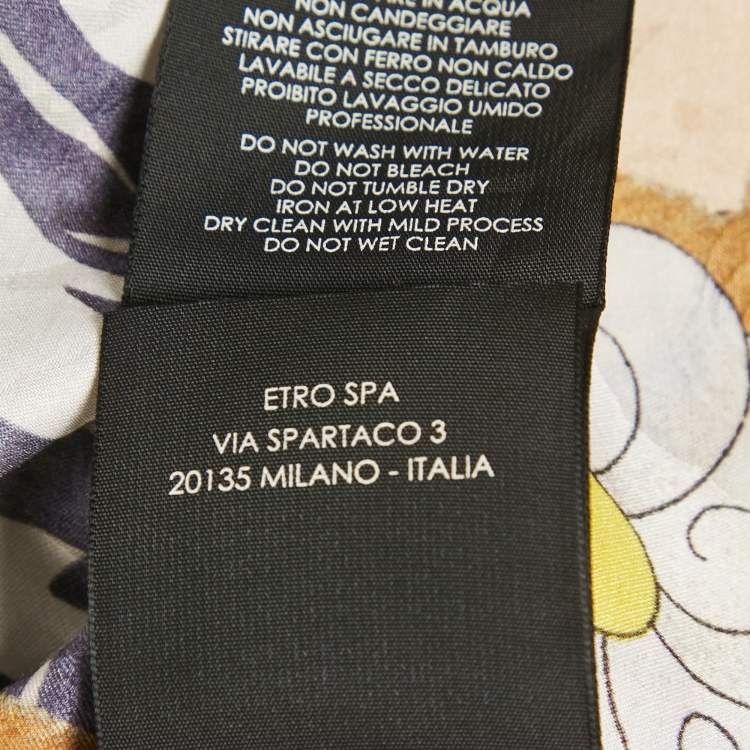 IN ACQUA
NON CANDEGGIARE
NON ASCIUGARE IN TAMBURO
STIRARE CON FERRO NON CALDO
LAVABILE A SECCO DELICATO
PROIBITO LAVAGGIO UMIDO
PROFESSIONALE
DO NOT WASH WITH WATER
DO NOT BLEACH
DO NOT TUMBLE DRY
IRON AT LOW HEAT
DRY CLEAN WITH MILD PROCESS
DO NOT WET CLEAN
ETRO SPA
VIA SPARTACO 3
20135 MILANO - ITALIA